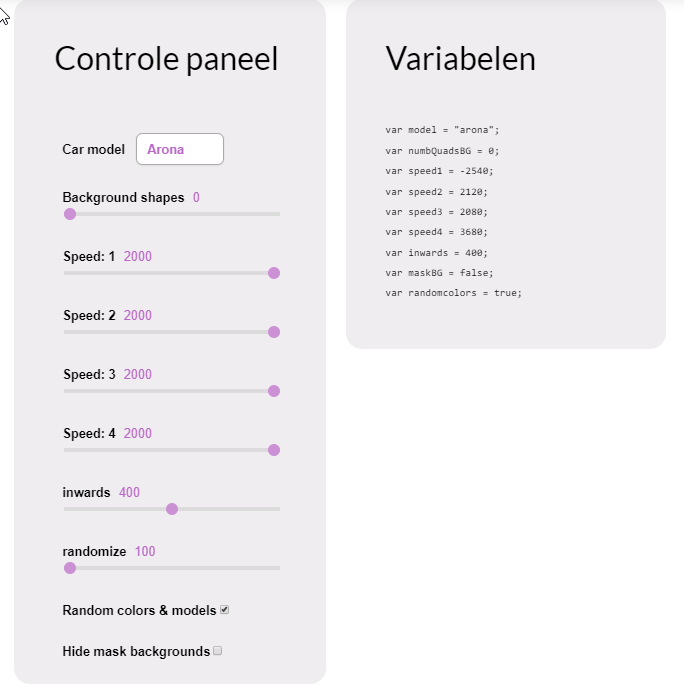 Controle paneel
Car model Arona
Background shapes 0
Speed: 1 2000
Speed: 2 2000
Speed: 3 2000
Speed: 4 2000
inwards 400
randomize 100
Random colors & models
Hide mask backgrounds
Variabelen
var model = "arona";
var numbQuadsBG = 0;
var speed1 = -2540;
var speed2 = 2120;
var speed3 = 2080;
var speed4 = 3680;
var inwards = 400;
var maskBG = false;
var randomcolors = true;